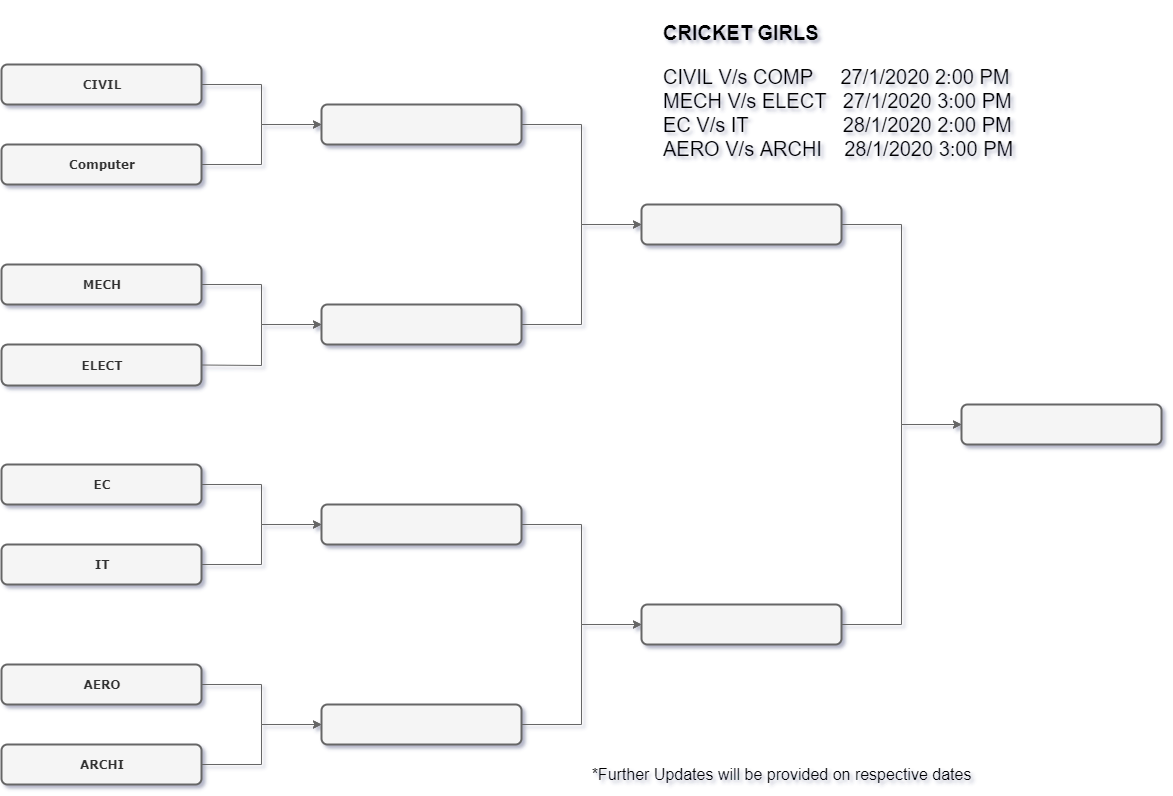 CRICKET GIRLS
CIVIL V/s COMP 27/1/2020 2:00 PM
MECH V/s ELECT 27/1/2020 3:00 PM
EC V/s IT 28/1/2020 2:00 PM
AERO V/s ARCHI 28/1/2020 3:00 PM
CIVIL
Computer
MECH
ELECT
EC
IT
AERO
ARCHI
*Further Updates will be provided on respective dates